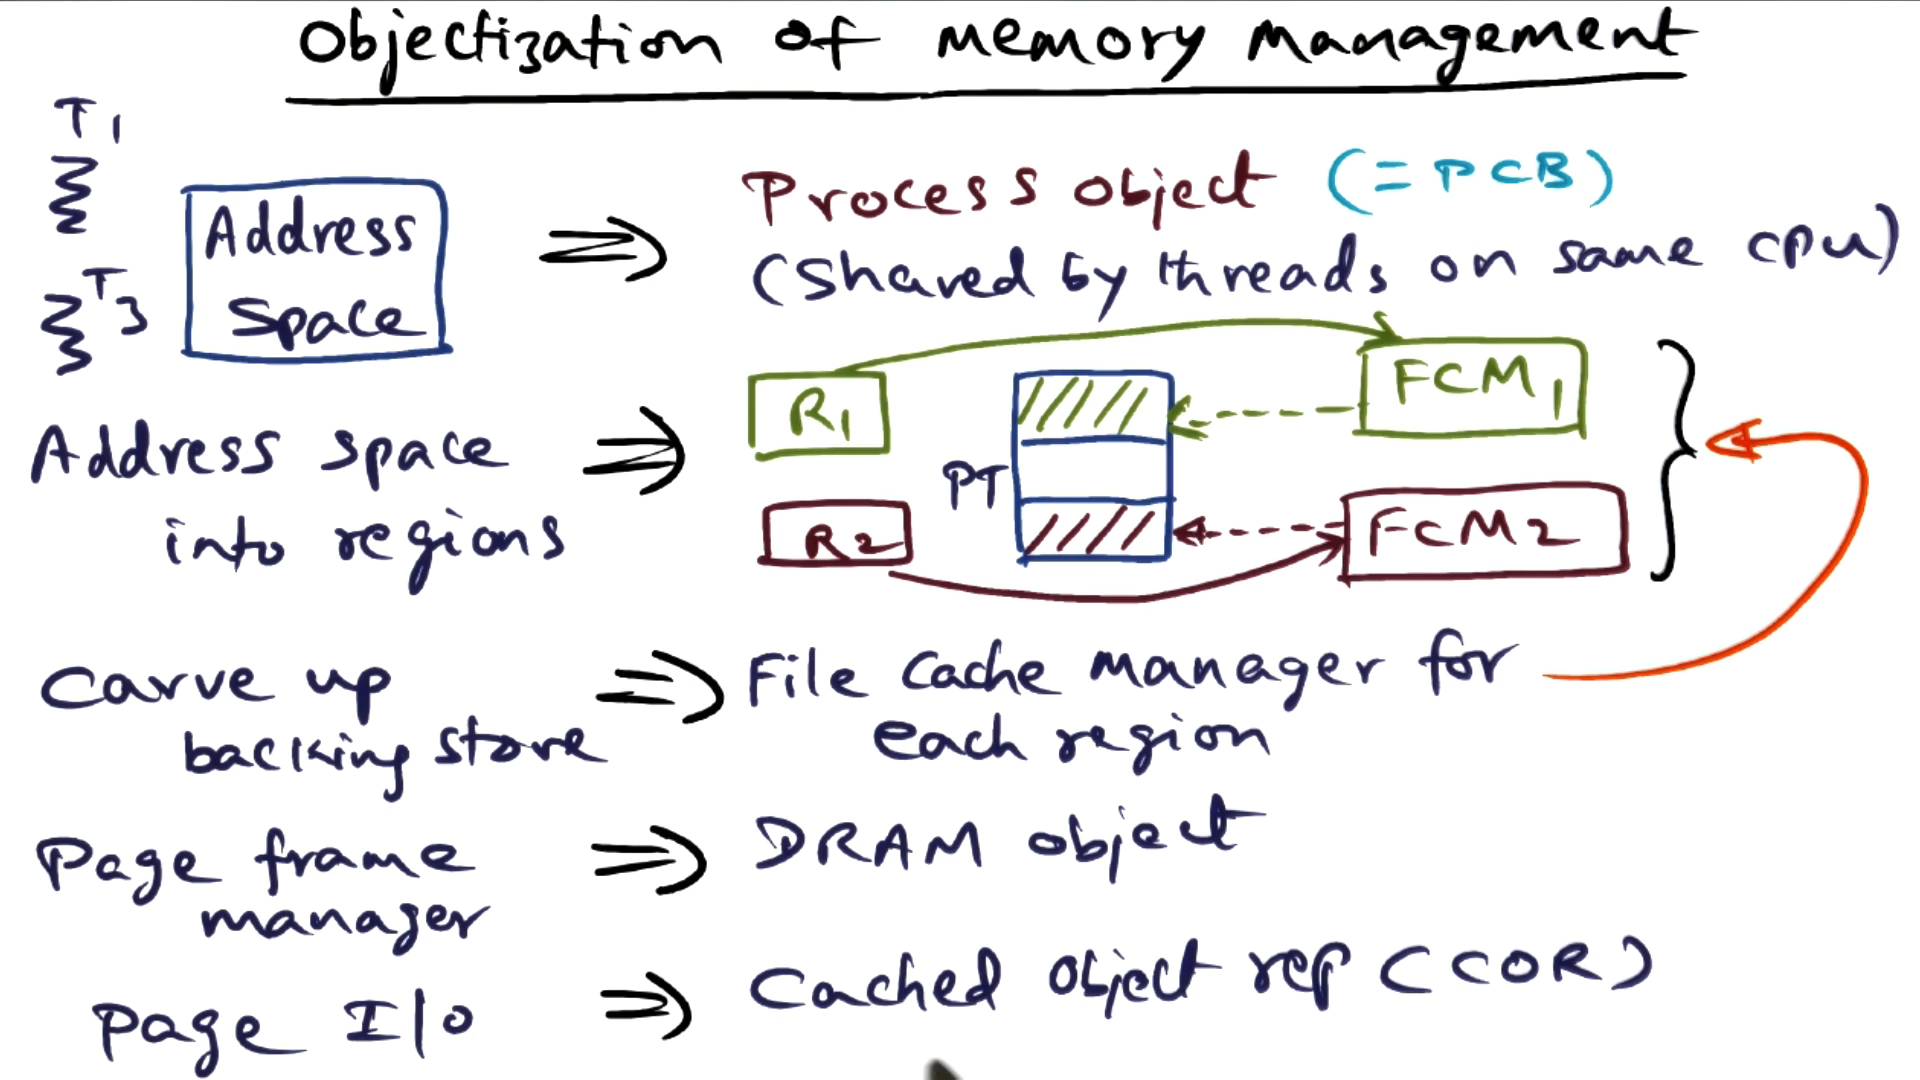 Objectization of memory management
T1
Address
Space
T3
=> Process object (= PCB)
(shared by threads on same cpu)
Address space
into regions
=>
R1
FCM1
PT
R2
FCM2
Carve up
backing store
=> File cache manager for
each region
Page frame
manager
=> DRAM object
Page I/O => Cached object rep (COR)